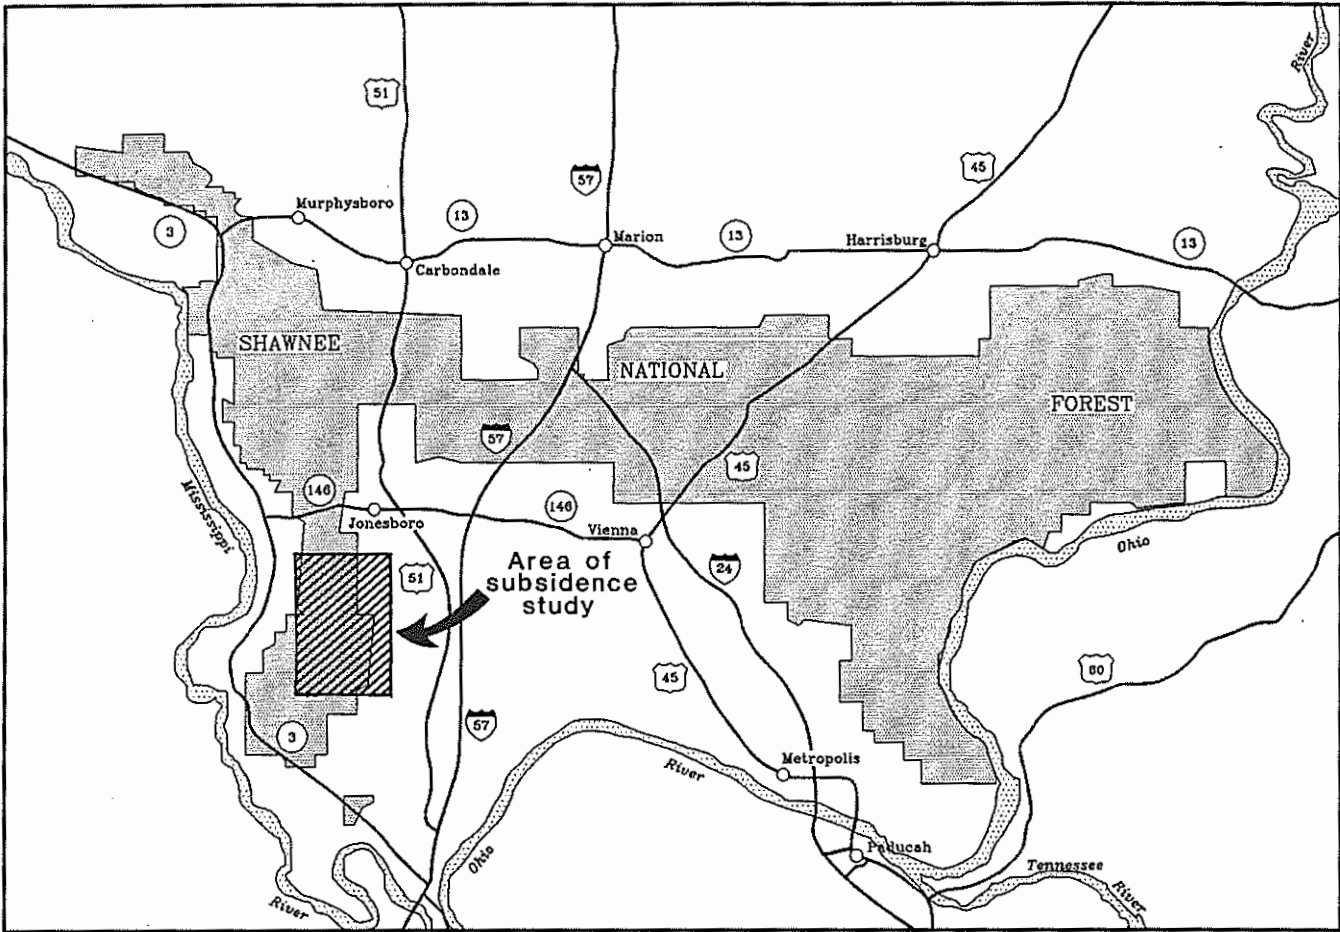 River
51
57
45
Murphysboro
3
13
Marion
13
Harrisburg
13
Carbondale
SHAWNEE
NATIONAL
FOREST
57
45
146
146
Mississippi
Jonesboro
Vienna
Ohio
Area of
subsidence
study
51
24
45
60
57
3
Metropolis
River
Paducah
Ohio
Tennessee
River
River